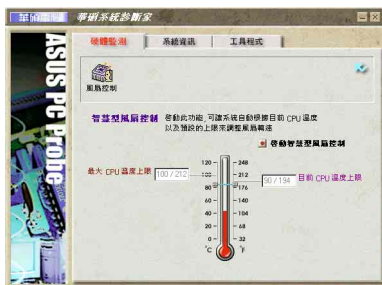 華碩電腦
華碩系統診斷家
硬體監測
系統資訊
工具程式
風扇控制
智慧型風扇控制
啟動此功能,可讓系統自動根據目前 CPU 溫度
以及預設的上限來調整風扇轉速
啟動智慧型風扇控制
最大 CPU 溫度上限
100 / 212
90 / 194
目前 CPU 溫度上限
120 248
100 212
80 176
60 140
40 104
20 68
0 32
°C °F
ASUS PC Probe